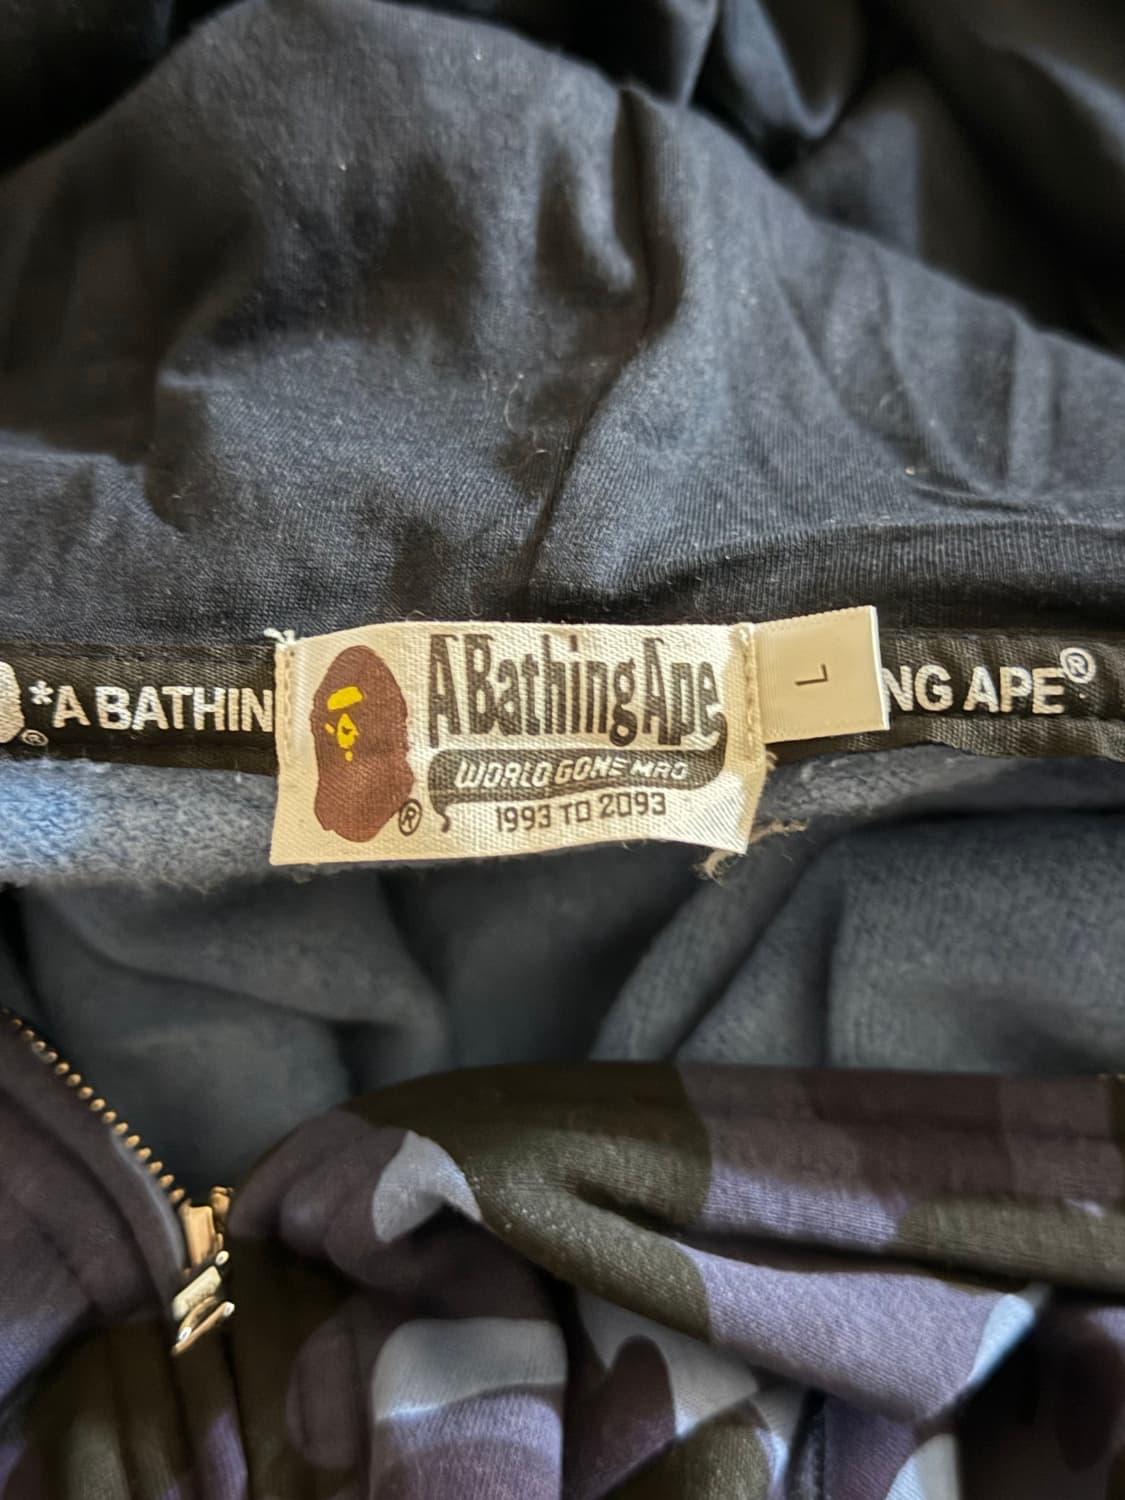 *A BATHIN
A Bathing Ape
WORLD GONE MAD
1993 TO 2093
®
L
NG APE®
®